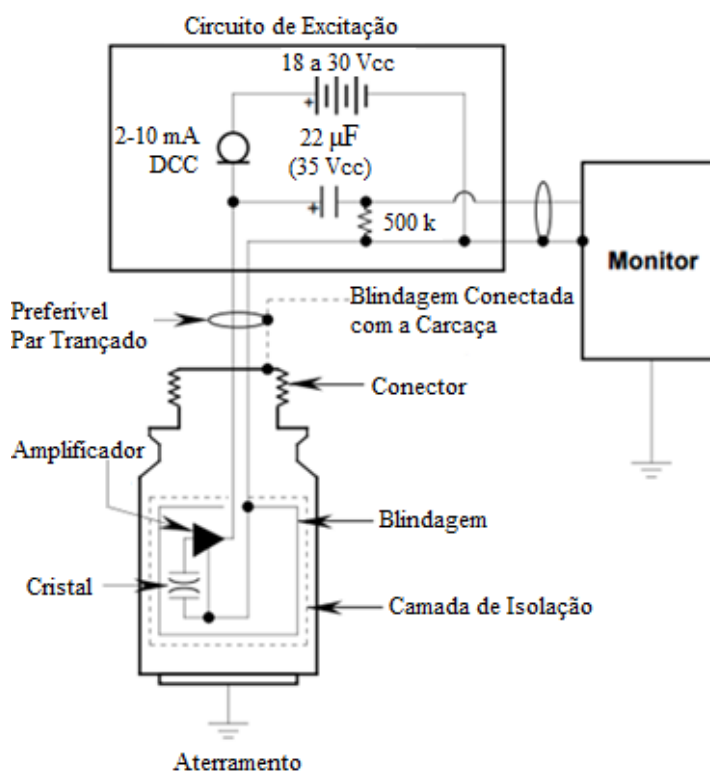 Circuito de Excitação
18 a 30 Vcc
+
2-10 mA
DCC
22 µF
(35 Vcc)
+
500 k
Monitor
Preferível
Par Trançado
Blindagem Conectada
com a Carcaça
Conector
Amplificador
Blindagem
Cristal
Camada de Isolação
Aterramento